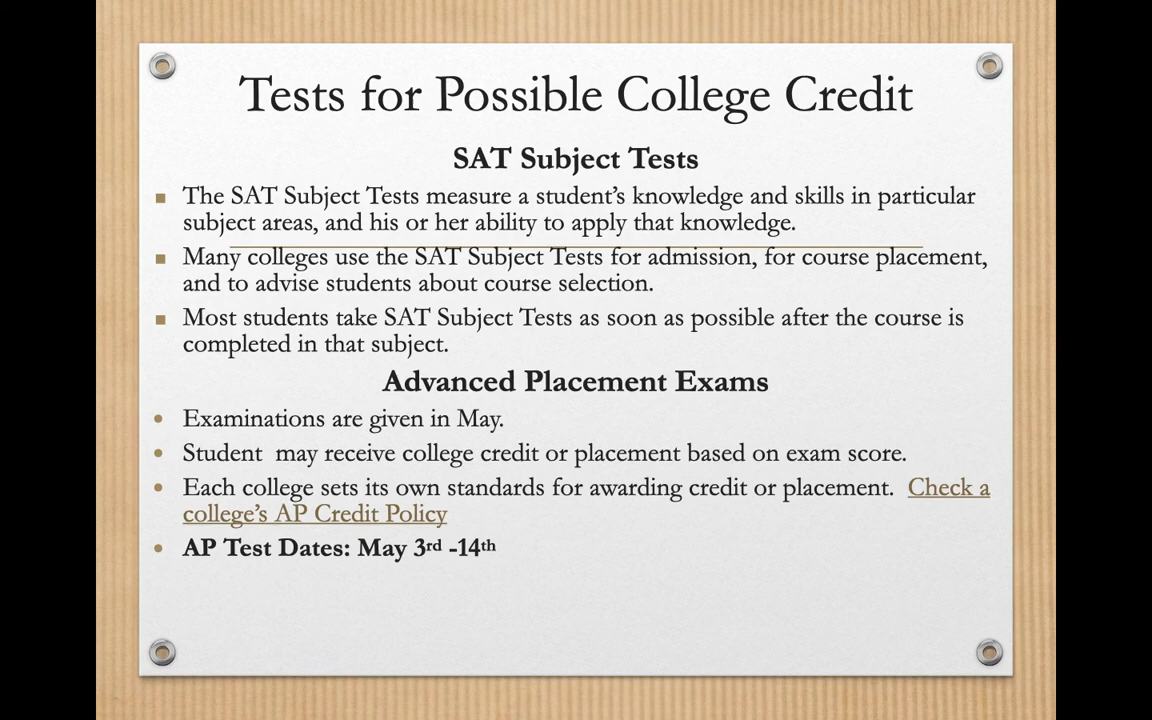 Tests for Possible College Credit
SAT Subject Tests
▪ The SAT Subject Tests measure a student’s knowledge and skills in particular
subject areas, and his or her ability to apply that knowledge.
▪ Many colleges use the SAT Subject Tests for admission, for course placement,
and to advise students about course selection.
▪ Most students take SAT Subject Tests as soon as possible after the course is
completed in that subject.
Advanced Placement Exams
• Examinations are given in May.
• Student  may receive college credit or placement based on exam score.
• Each college sets its own standards for awarding credit or placement.  Check a
college’s AP Credit Policy
• AP Test Dates: May 3rd -14th